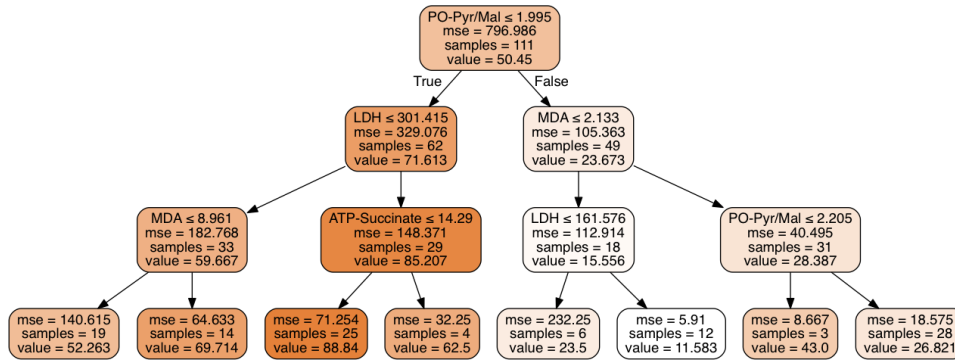 PO-Pyr/Mal ≤ 1.995
mse = 796.986
samples = 111
value = 50.45
True
False
LDH ≤ 301.415
mse = 329.076
samples = 62
value = 71.613
MDA ≤ 2.133
mse = 105.363
samples = 49
value = 23.673
MDA ≤ 8.961
mse = 182.768
samples = 33
value = 59.667
ATP-Succinate ≤ 14.29
mse = 148.371
samples = 29
value = 85.207
LDH ≤ 161.576
mse = 112.914
samples = 18
value = 15.556
PO-Pyr/Mal ≤ 2.205
mse = 40.495
samples = 31
value = 28.387
mse = 140.615
samples = 19
value = 52.263
mse = 64.633
samples = 14
value = 69.714
mse = 71.254
samples = 25
value = 88.84
mse = 32.25
samples = 4
value = 62.5
mse = 232.25
samples = 6
value = 23.5
mse = 5.91
samples = 12
value = 11.583
mse = 8.667
samples = 3
value = 43.0
mse = 18.575
samples = 28
value = 26.821